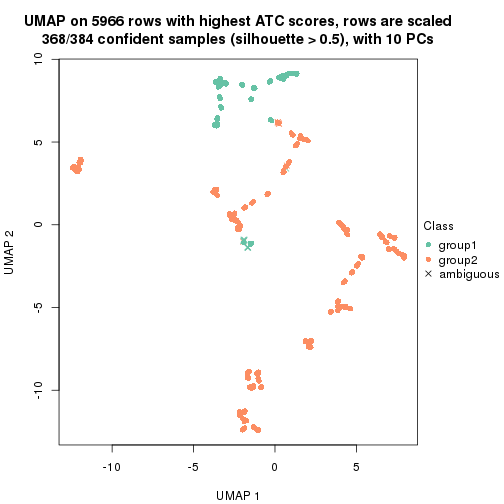 UMAP on 5966 rows with highest ATC scores, rows are scaled
368/384 confident samples (silhouette > 0.5), with 10 PCs
10
5
0
-5
-10
UMAP 2
-10
-5
0
5
UMAP 1
Class
group1
group2
ambiguous